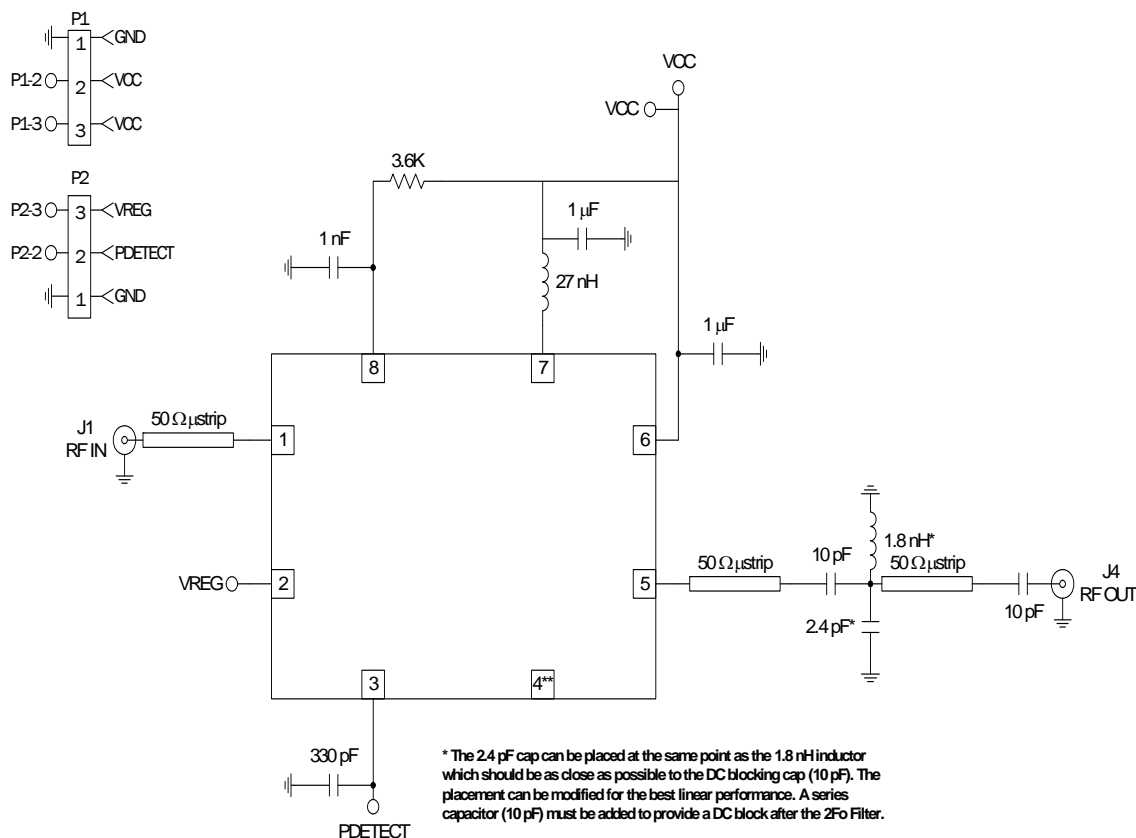 P1
1 GND
P1-2 2 VCC
P1-3 3 VCC
P2
P2-3 3 VREG
P2-2 2 PDETECT
1 GND
VCC
VCC
3.6K
1 µF
1 nF
27 nH
1 µF
8
7
J1
RF IN
50 Ω µstrip
1
6
VREG
2
5
50 Ω µstrip
10 pF
1.8 nH*
50 Ω µstrip
2.4 pF*
10 pF
J4
RF OUT
3
4**
330 pF
PDETECT
* The 2.4 pF cap can be placed at the same point as the 1.8 nH inductor
which should be as close as possible to the DC blocking cap (10 pF). The
placement can be modified for the best linear performance. A series
capacitor (10 pF) must be added to provide a DC block after the 2Fo Filter.